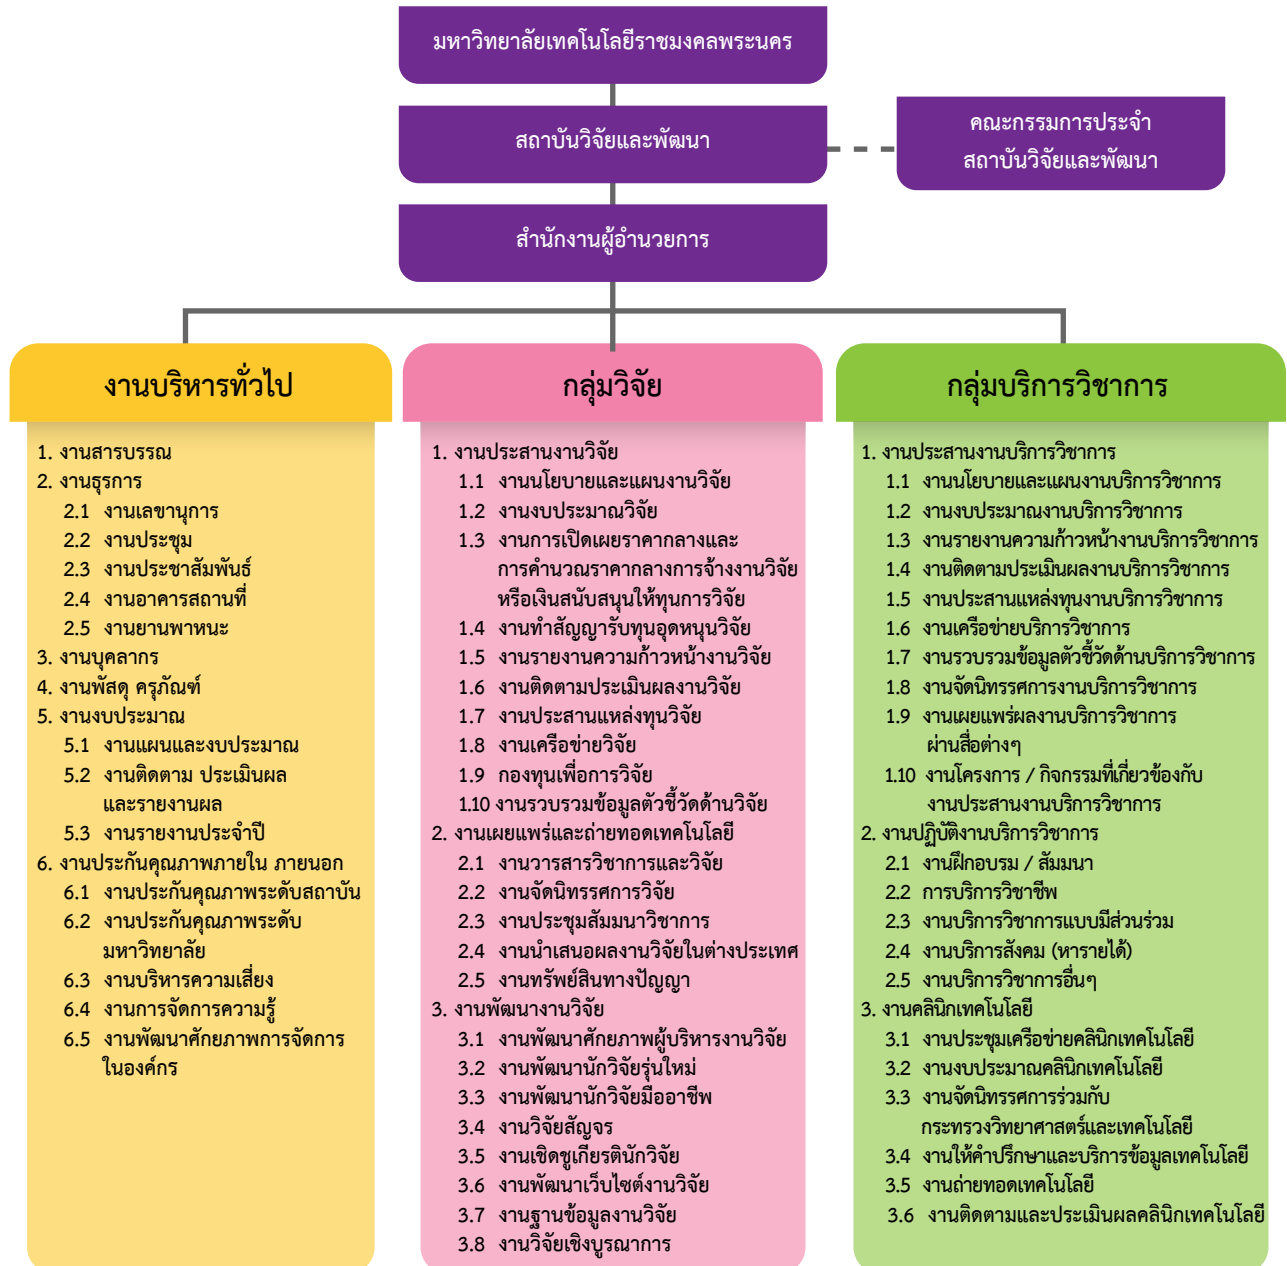 มหาวิทยาลัยเทคโนโลยีราชมงคลพระนคร
สถาบันวิจัยและพัฒนา
คณะกรรมการประจำ
สถาบันวิจัยและพัฒนา
สำนักงานผู้อำนวยการ
งานบริหารทั่วไป
1. งานสารบรรณ
2. งานธุรการ
2.1 งานเลขานุการ
2.2 งานประชุม
2.3 งานประชาสัมพันธ์
2.4 งานอาคารสถานที่
2.5 งานยานพาหนะ
3. งานบุคลากร
4. งานพัสดุ ครุภัณฑ์
5. งานงบประมาณ
5.1 งานแผนและงบประมาณ
5.2 งานติดตาม ประเมินผล
และรายงานผล
5.3 งานรายงานประจำปี
6. งานประกันคุณภาพภายใน ภายนอก
6.1 งานประกันคุณภาพระดับสถาบัน
6.2 งานประกันคุณภาพระดับ
มหาวิทยาลัย
6.3 งานบริหารความเสี่ยง
6.4 งานการจัดการความรู้
6.5 งานพัฒนาศักยภาพการจัดการ
ในองค์กร
กลุ่มวิจัย
1. งานประสานงานวิจัย
1.1 งานนโยบายและแผนงานวิจัย
1.2 งานงบประมาณวิจัย
1.3 งานการเปิดเผยราคากลางและ
การคำนวณราคากลางการจ้างงานวิจัย
หรือเงินสนับสนุนให้ทุนการวิจัย
1.4 งานทำสัญญารับทุนอุดหนุนวิจัย
1.5 งานรายงานความก้าวหน้างานวิจัย
1.6 งานติดตามประเมินผลงานวิจัย
1.7 งานประสานแหล่งทุนวิจัย
1.8 งานเครือข่ายวิจัย
1.9 กองทุนเพื่อการวิจัย
1.10 งานรวบรวมข้อมูลตัวชี้วัดด้านวิจัย
2. งานเผยแพร่และถ่ายทอดเทคโนโลยี
2.1 งานวารสารวิชาการและวิจัย
2.2 งานจัดนิทรรศการวิจัย
2.3 งานประชุมสัมมนาวิชาการ
2.4 งานนำเสนอผลงานวิจัยในต่างประเทศ
2.5 งานทรัพย์สินทางปัญญา
3. งานพัฒนางานวิจัย
3.1 งานพัฒนาศักยภาพผู้บริหารงานวิจัย
3.2 งานพัฒนานักวิจัยรุ่นใหม่
3.3 งานพัฒนานักวิจัยมืออาชีพ
3.4 งานวิจัยสัญจร
3.5 งานเชิดชูเกียรตินักวิจัย
3.6 งานพัฒนาเว็บไซต์งานวิจัย
3.7 งานฐานข้อมูลงานวิจัย
3.8 งานวิจัยเชิงบูรณาการ
กลุ่มบริการวิชาการ
1. งานประสานงานบริการวิชาการ
1.1 งานนโยบายและแผนงานบริการวิชาการ
1.2 งานงบประมาณงานบริการวิชาการ
1.3 งานรายงานความก้าวหน้างานบริการวิชาการ
1.4 งานติดตามประเมินผลงานบริการวิชาการ
1.5 งานประสานแหล่งทุนงานบริการวิชาการ
1.6 งานเครือข่ายบริการวิชาการ
1.7 งานรวบรวมข้อมูลตัวชี้วัดด้านบริการวิชาการ
1.8 งานจัดนิทรรศการงานบริการวิชาการ
1.9 งานเผยแพร่ผลงานบริการวิชาการ
ผ่านสื่อต่างๆ
1.10 งานโครงการ / กิจกรรมที่เกี่ยวข้องกับ
งานประสานงานบริการวิชาการ
2. งานปฏิบัติงานบริการวิชาการ
2.1 งานฝึกอบรม / สัมมนา
2.2 การบริการวิชาชีพ
2.3 งานบริการวิชาการแบบมีส่วนร่วม
2.4 งานบริการสังคม (หารายได้)
2.5 งานบริการวิชาการอื่นๆ
3. งานคลินิกเทคโนโลยี
3.1 งานประชุมเครือข่ายคลินิกเทคโนโลยี
3.2 งานงบประมาณคลินิกเทคโนโลยี
3.3 งานจัดนิทรรศการร่วมกับ
กระทรวงวิทยาศาสตร์และเทคโนโลยี
3.4 งานให้คำปรึกษาและบริการข้อมูลเทคโนโลยี
3.5 งานถ่ายทอดเทคโนโลยี
3.6 งานติดตามและประเมินผลคลินิกเทคโนโลยี